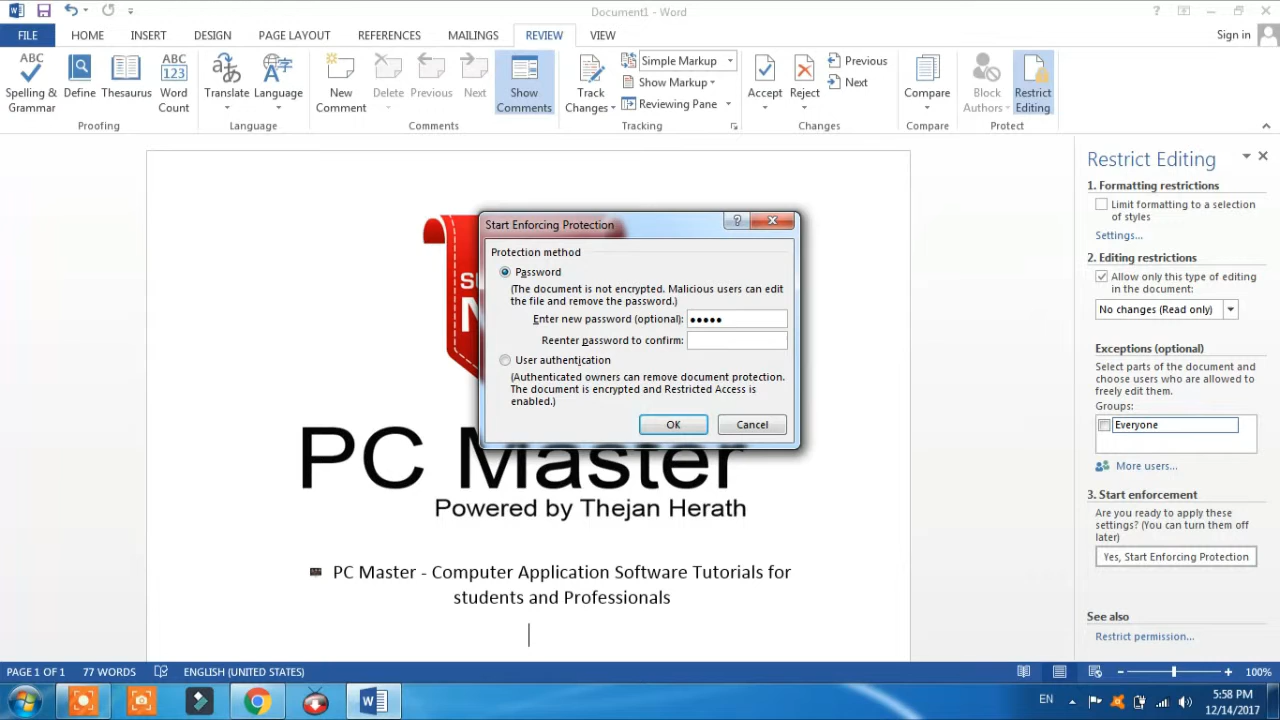 Document1 - Word
Sign in
FILE HOME INSERT DESIGN PAGE LAYOUT REFERENCES MAILINGS REVIEW VIEW
ABC
Spelling &
Grammar
Define
Thesaurus
ABC
123
Word
Count
Proofing
Translate
Language
Language
New
Comment
Delete
Previous
Next
Show
Comments
Comments
Track
Changes
Simple Markup
Show Markup
Reviewing Pane
Tracking
Accept
Reject
Previous
Next
Changes
Compare
Compare
Block
Authors
Restrict
Editing
Protect
Start Enforcing Protection
Protection method
Password
(The document is not encrypted. Malicious users can edit
the file and remove the password.)
Enter new password (optional): •••••
Reenter password to confirm:
User authentication
(Authenticated owners can remove document protection.
The document is encrypted and Restricted Access is
enabled.)
OK Cancel
PC Master
Powered by Thejan Herath
PC Master - Computer Application Software Tutorials for
students and Professionals
Restrict Editing
1. Formatting restrictions
Limit formatting to a selection
of styles
Settings...
2. Editing restrictions
Allow only this type of editing
in the document:
No changes (Read only)
Exceptions (optional)
Select parts of the document and
choose users who are allowed to
freely edit them.
Groups:
Everyone
More users...
3. Start enforcement
Are you ready to apply these
settings? (You can turn them off
later)
Yes, Start Enforcing Protection
See also
Restrict permission...
PAGE 1 OF 1 77 WORDS ENGLISH (UNITED STATES) 100%
EN
5:58 PM
12/14/2017